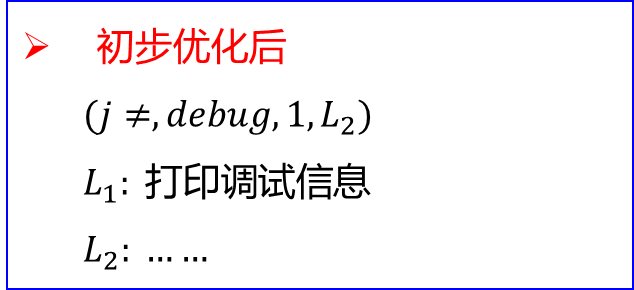 ➢ 初步优化后
(j ≠, debug, 1, L₂)
L₁: 打印调试信息
L₂: … …